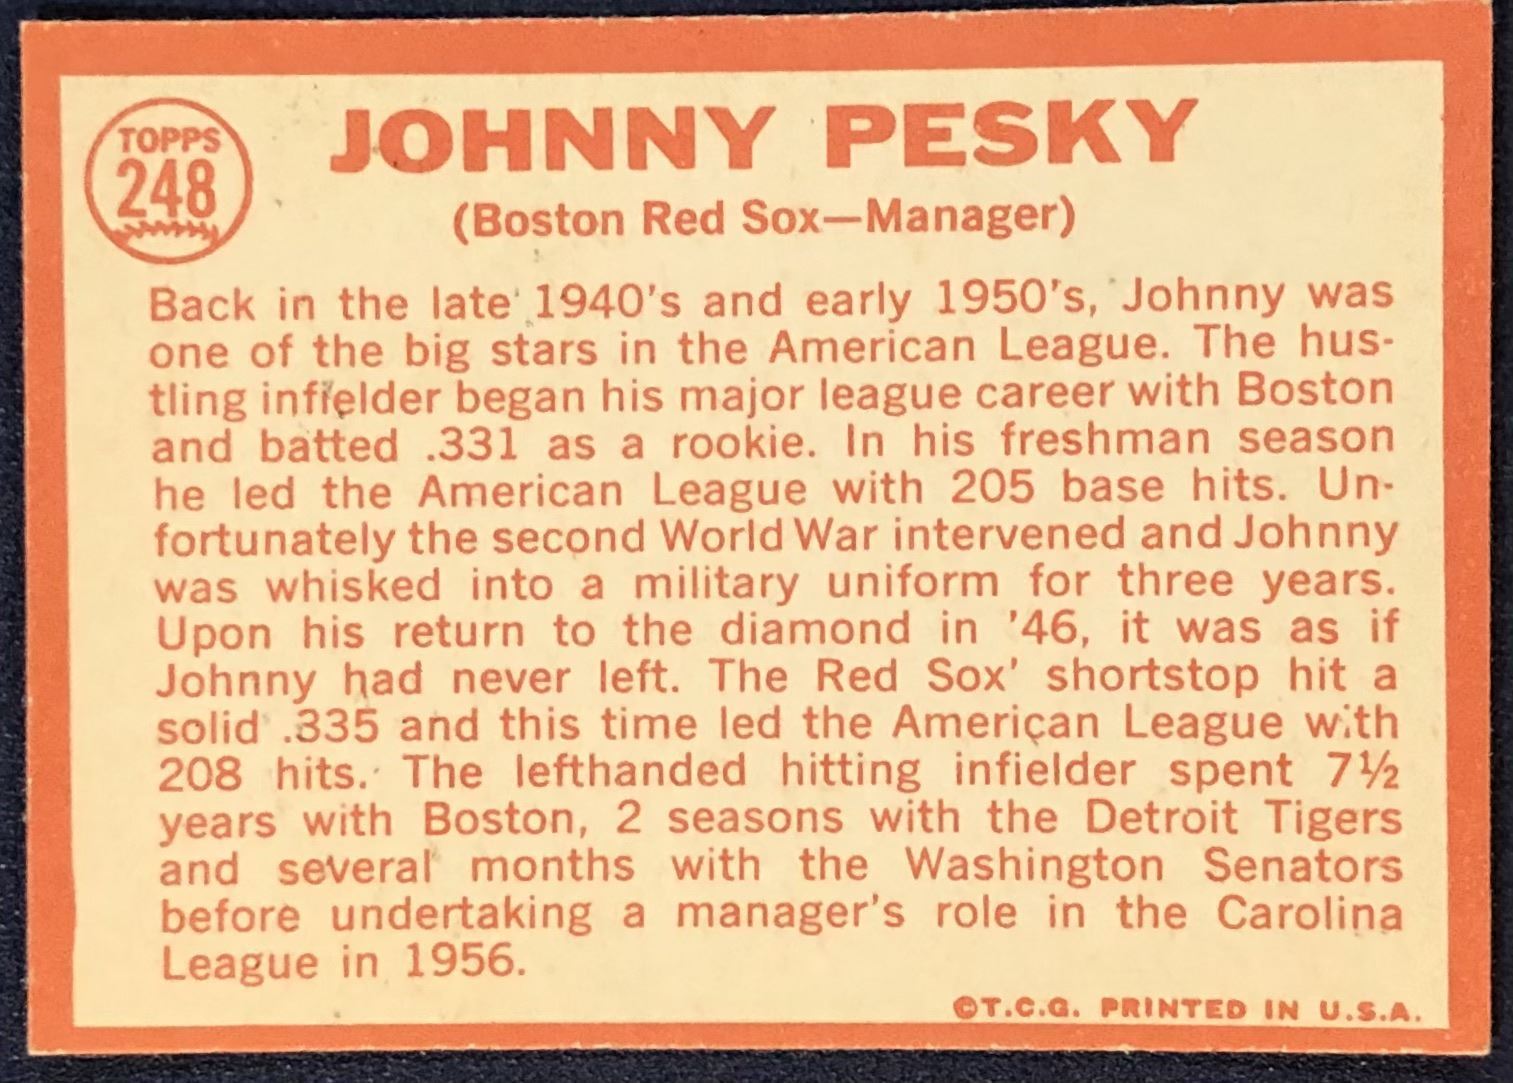 TOPPS
248
JOHNNY PESKY
(Boston Red Sox—Manager)
Back in the late 1940's and early 1950's, Johnny was
one of the big stars in the American League. The hus-
tling infielder began his major league career with Boston
and batted .331 as a rookie. In his freshman season
he led the American League with 205 base hits. Un-
fortunately the second World War intervened and Johnny
was whisked into a military uniform for three years.
Upon his return to the diamond in '46, it was as if
Johnny had never left. The Red Sox' shortstop hit a
solid .335 and this time led the American League with
208 hits. The lefthanded hitting infielder spent 7½
years with Boston, 2 seasons with the Detroit Tigers
and several months with the Washington Senators
before undertaking a manager's role in the Carolina
League in 1956.
©T.C.G. PRINTED IN U.S.A.